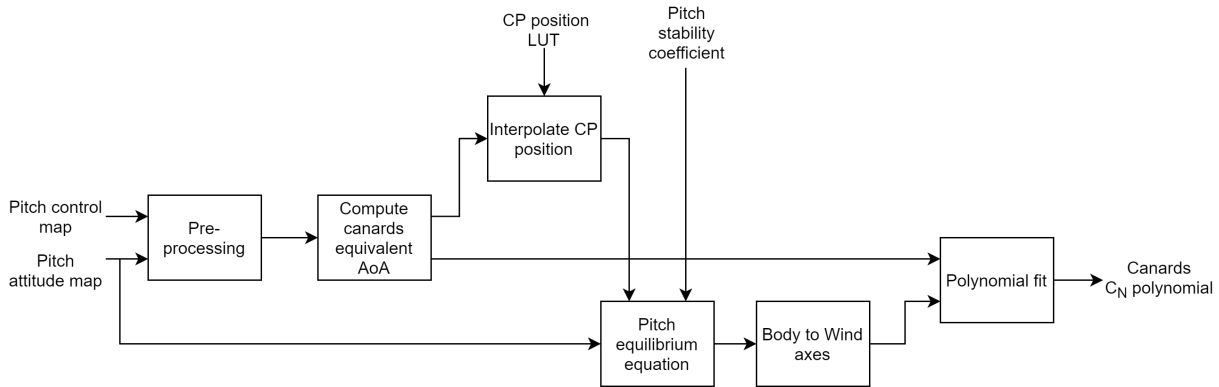 CP position
LUT
Pitch
stability
coefficient
Interpolate CP
position
Pitch control
map
Pitch
attitude map
Pre-
processing
Compute
canards
equivalent
AoA
Polynomial fit
Canards
C_N polynomial
Pitch
equilibrium
equation
Body to Wind
axes